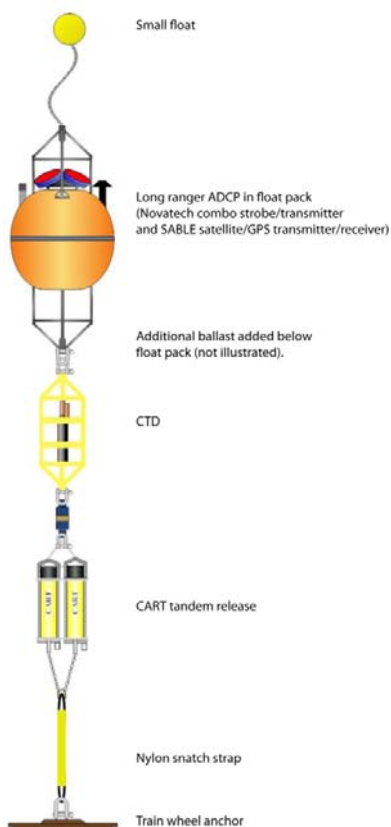 Small float
Long ranger ADCP in float pack
(Novatech combo strobe/transmitter
and SABLE satellite/GPS transmitter/receiver)
Additional ballast added below
float pack (not illustrated).
CTD
CART CART
CART tandem release
Nylon snatch strap
Train wheel anchor